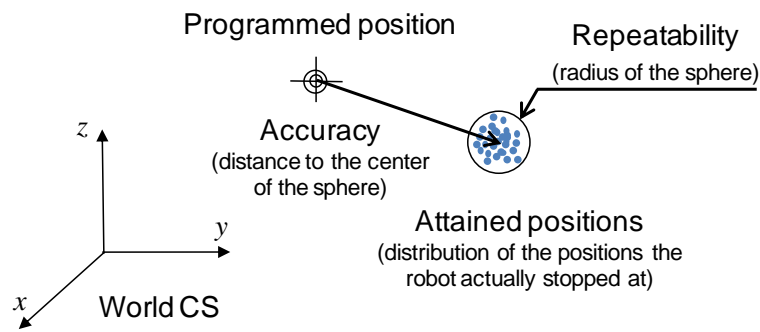 Programmed position
Repeatability
(radius of the sphere)
Accuracy
(distance to the center
of the sphere)
z
y
x
World CS
Attained positions
(distribution of the positions the
robot actually stopped at)